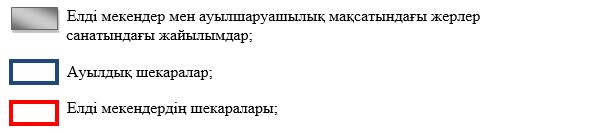 Елді мекендер мен ауылшаруашылық мақсатындағы жерлер
санатындағы жайылымдар;
Ауылдық шекаралар;
Елді мекендердің шекаралары;